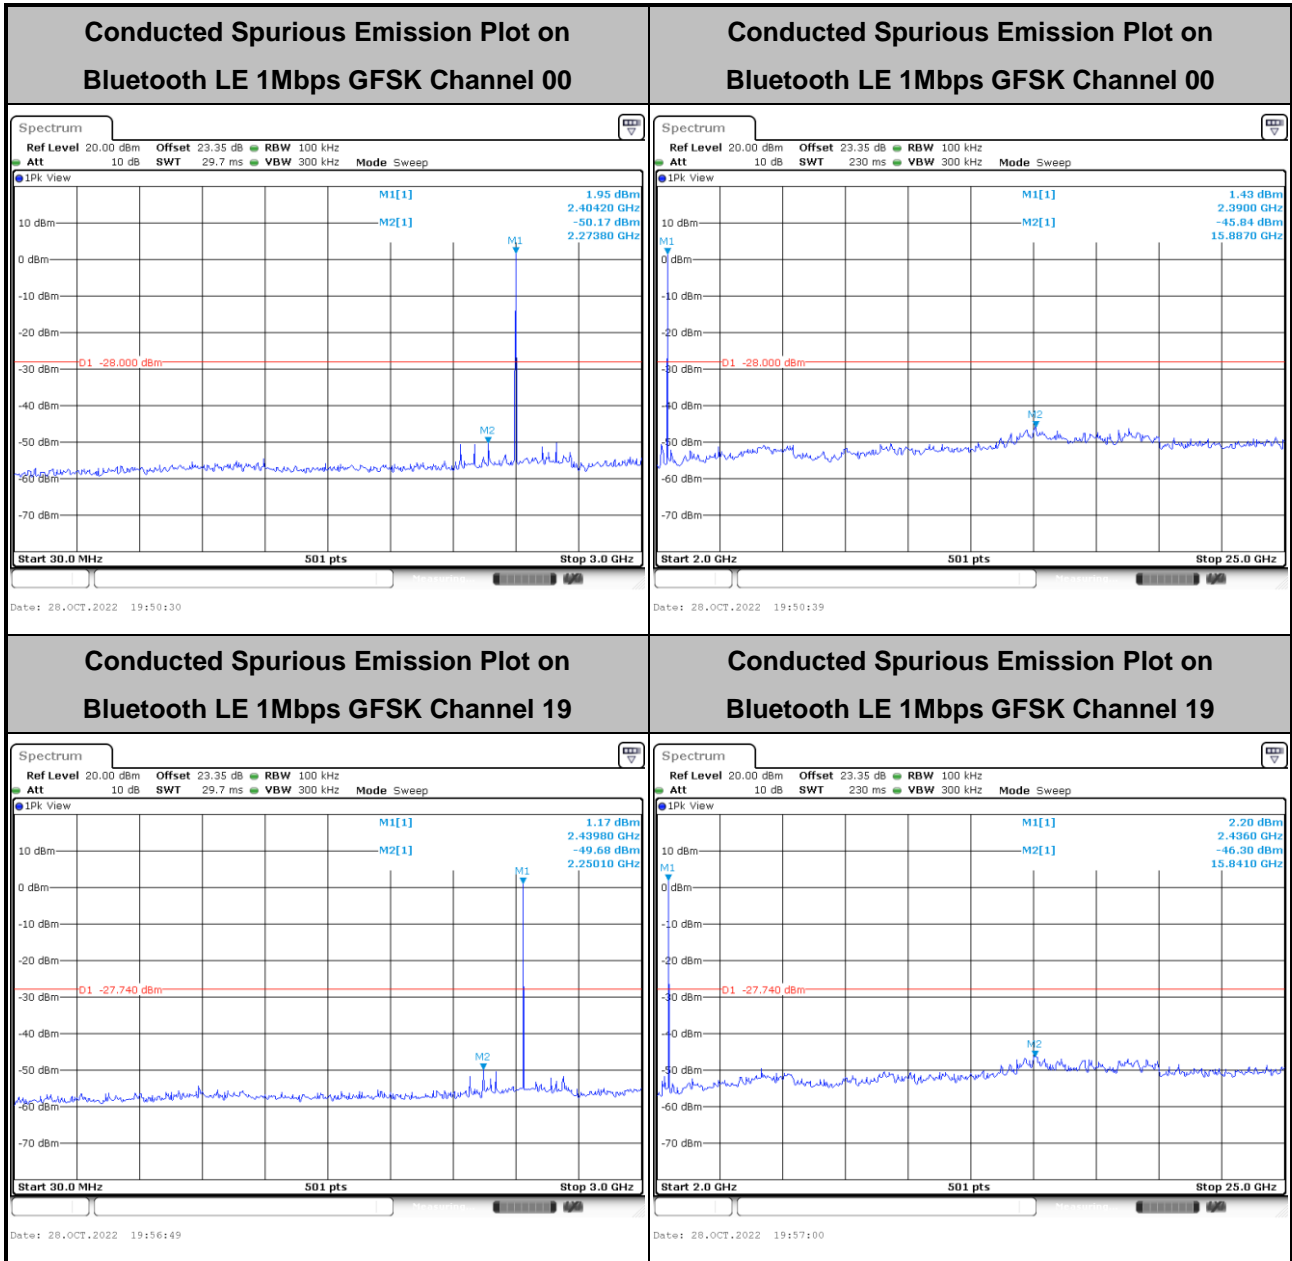 Conducted Spurious Emission Plot on
Bluetooth LE 1Mbps GFSK Channel 00
Spectrum
Ref Level 20.00 dBm Offset 23.35 dB RBW 100 kHz
Att 10 dB SWT 29.7 ms VBW 300 kHz Mode Sweep
1Pk View
M1[1] 1.95 dBm
2.40420 GHz
M2[1] -50.17 dBm
2.27380 GHz
M1
10 dBm
0 dBm
-10 dBm
-20 dBm
D1 -28.000 dBm
-30 dBm
-40 dBm
M2
-50 dBm
-60 dBm
-70 dBm
Start 30.0 MHz 501 pts Stop 3.0 GHz
Measuring...
Date: 28.OCT.2022 19:50:30
Conducted Spurious Emission Plot on
Bluetooth LE 1Mbps GFSK Channel 00
Spectrum
Ref Level 20.00 dBm Offset 23.35 dB RBW 100 kHz
Att 10 dB SWT 230 ms VBW 300 kHz Mode Sweep
1Pk View
M1[1] 1.43 dBm
2.3900 GHz
M2[1] -45.84 dBm
15.8870 GHz
10 dBm
M1
0 dBm
-10 dBm
-20 dBm
D1 -28.000 dBm
-30 dBm
-40 dBm
M2
-50 dBm
-60 dBm
-70 dBm
Start 2.0 GHz 501 pts Stop 25.0 GHz
Measuring...
Date: 28.OCT.2022 19:50:39
Conducted Spurious Emission Plot on
Bluetooth LE 1Mbps GFSK Channel 19
Spectrum
Ref Level 20.00 dBm Offset 23.35 dB RBW 100 kHz
Att 10 dB SWT 29.7 ms VBW 300 kHz Mode Sweep
1Pk View
M1[1] 1.17 dBm
2.43980 GHz
M2[1] -49.68 dBm
2.25010 GHz
10 dBm
M1
0 dBm
-10 dBm
-20 dBm
D1 -27.740 dBm
-30 dBm
-40 dBm
M2
-50 dBm
-60 dBm
-70 dBm
Start 30.0 MHz 501 pts Stop 3.0 GHz
Measuring...
Date: 28.OCT.2022 19:56:49
Conducted Spurious Emission Plot on
Bluetooth LE 1Mbps GFSK Channel 19
Spectrum
Ref Level 20.00 dBm Offset 23.35 dB RBW 100 kHz
Att 10 dB SWT 230 ms VBW 300 kHz Mode Sweep
1Pk View
M1[1] 2.20 dBm
2.4360 GHz
M2[1] -46.30 dBm
15.8410 GHz
10 dBm
M1
0 dBm
-10 dBm
-20 dBm
D1 -27.740 dBm
-30 dBm
-40 dBm
M2
-50 dBm
-60 dBm
-70 dBm
Start 2.0 GHz 501 pts Stop 25.0 GHz
Measuring...
Date: 28.OCT.2022 19:57:00